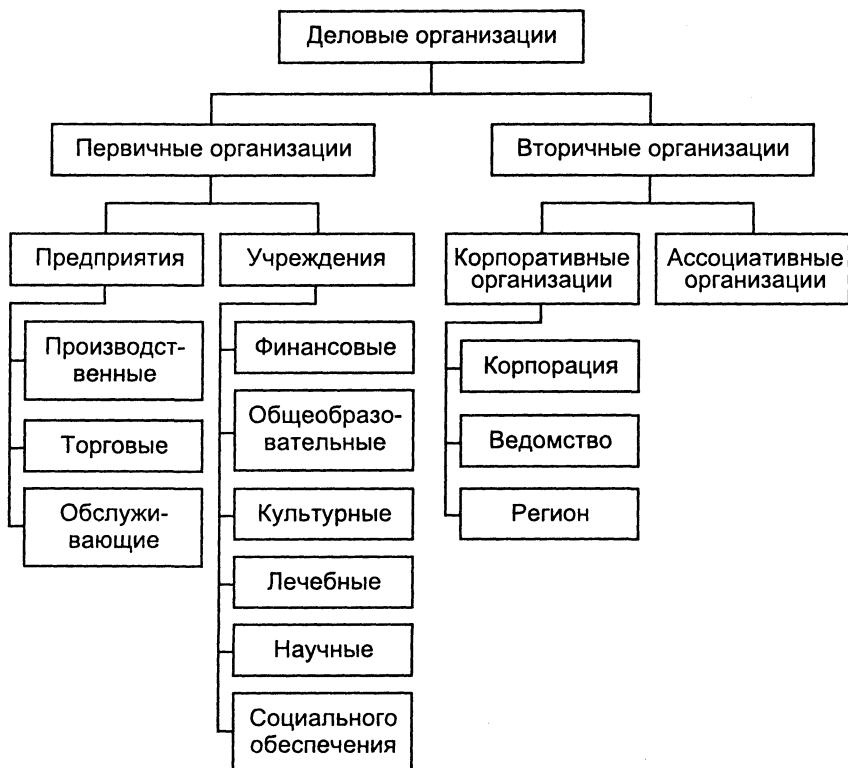 Деловые организации
Первичные организации
Вторичные организации
Предприятия
Учреждения
Корпоративные
организации
Ассоциативные
организации
Производст-
венные
Торговые
Обслужи-
вающие
Финансовые
Общеобразо-
вательные
Культурные
Лечебные
Научные
Социального
обеспечения
Корпорация
Ведомство
Регион